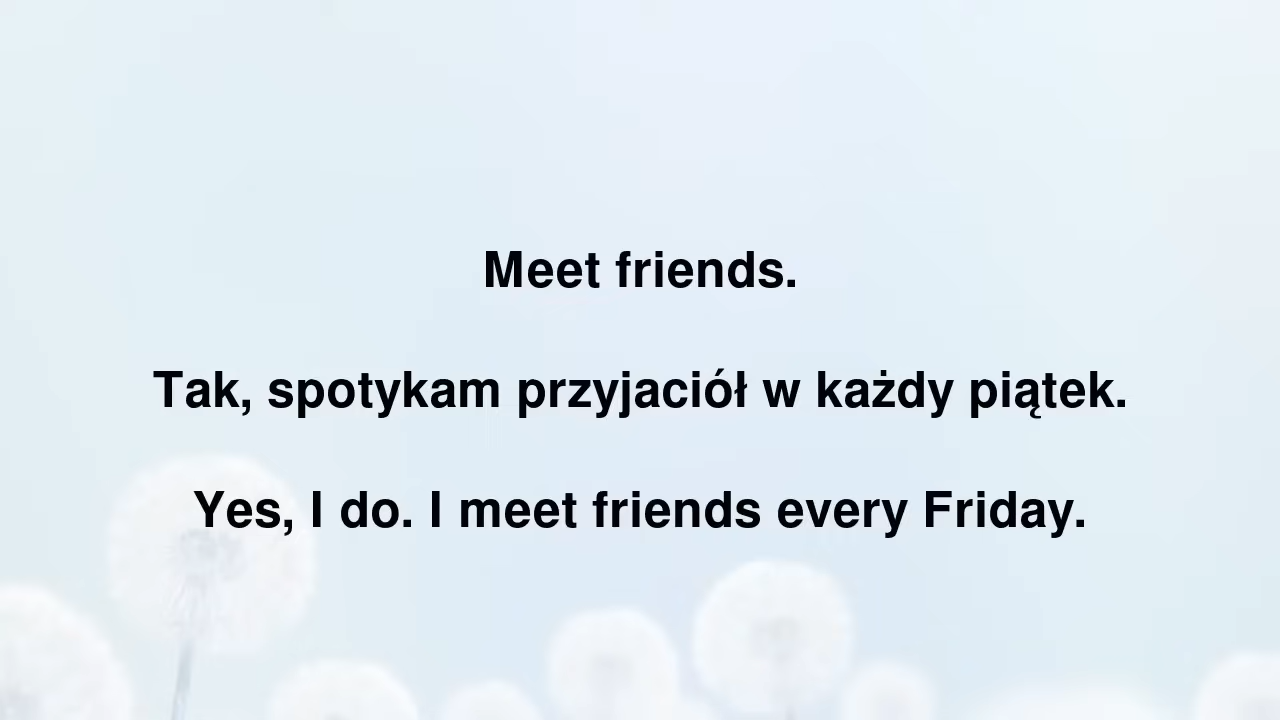 Meet friends.
Tak, spotykam przyjaciół w każdy piątek.
Yes, I do. I meet friends every Friday.